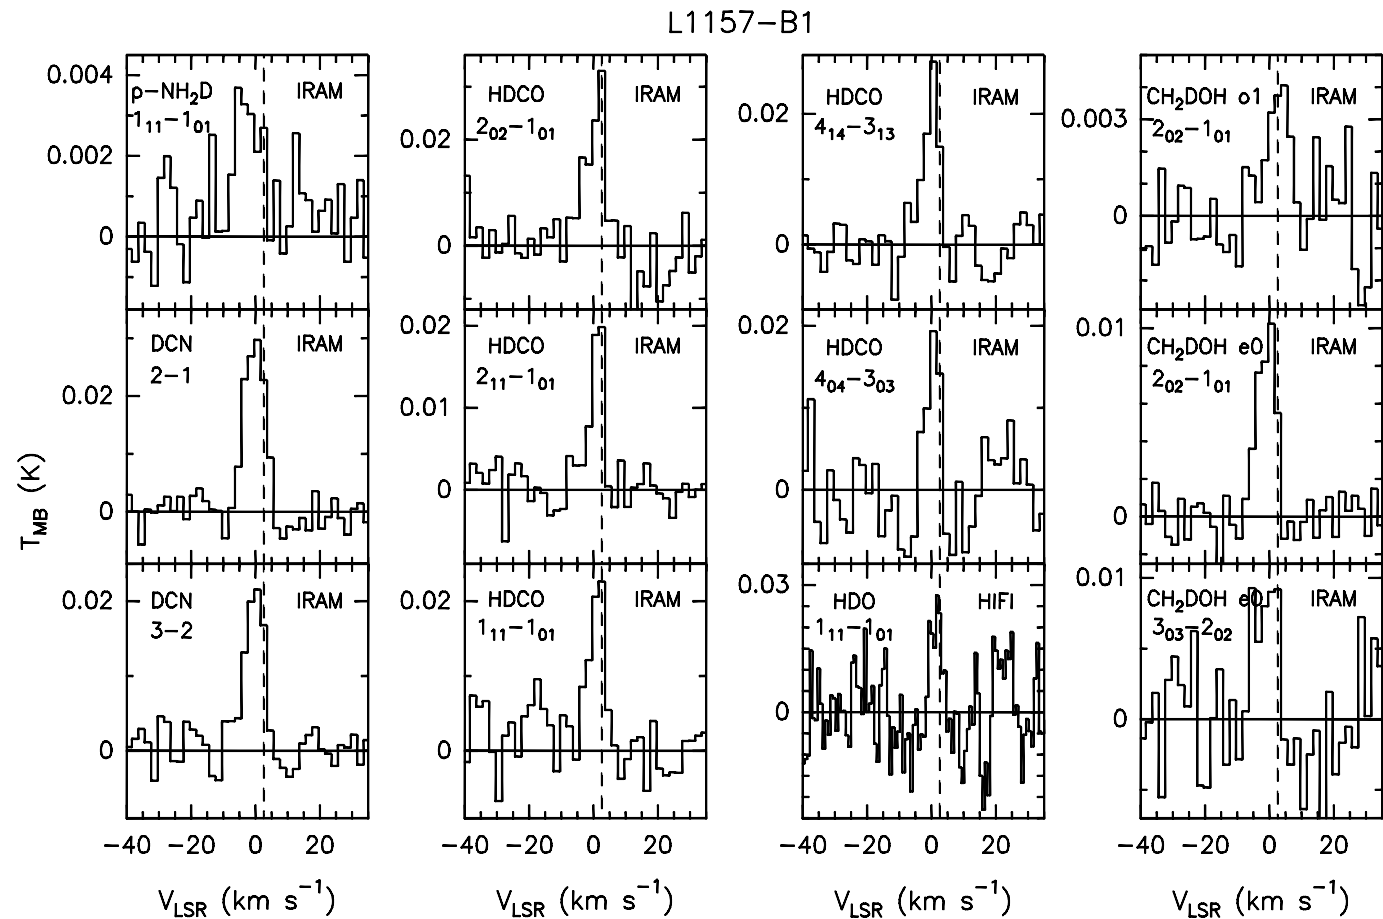 L1157−B1
0.004
0.002
0
p−NH₂D IRAM
1₁₁−1₀₁
0.02
0
HDCO IRAM
2₀₂−1₀₁
0.02
0
HDCO IRAM
4₁₄−3₁₃
0.003
0
CH₂DOH o1 IRAM
2₀₂−1₀₁
0.02
0
DCN IRAM
2−1
0.02
0.01
0
HDCO IRAM
2₁₁−1₀₁
0.02
0
HDCO IRAM
4₀₄−3₀₃
0.01
0
CH₂DOH e0 IRAM
2₀₂−1₀₁
T_MB (K)
0.02
0
DCN IRAM
3−2
0.02
0
HDCO IRAM
1₁₁−1₀₁
0.03
0
HDO HIFI
1₁₁−1₀₁
0.01
0
CH₂DOH e0 IRAM
3₀₃−2₀₂
−40 −20 0 20
−40 −20 0 20
−40 −20 0 20
−40 −20 0 20
V_LSR (km s⁻¹)
V_LSR (km s⁻¹)
V_LSR (km s⁻¹)
V_LSR (km s⁻¹)